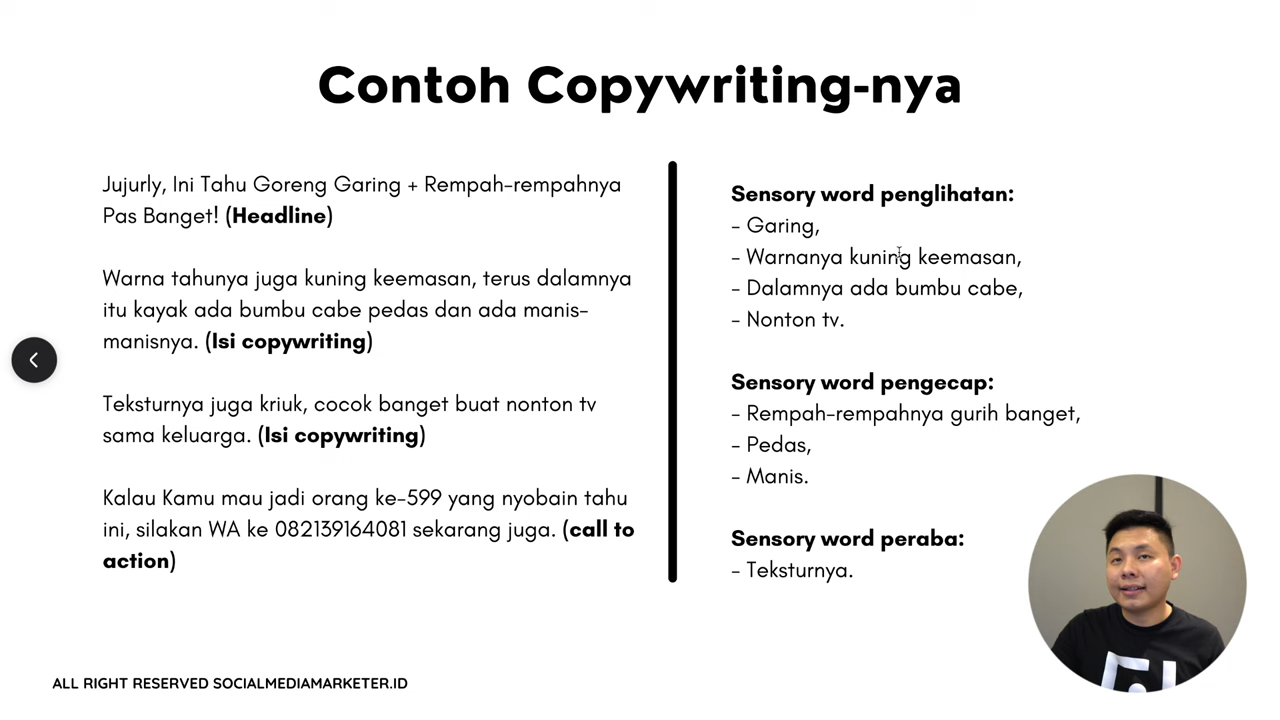 Contoh Copywriting-nya
Jujurly, Ini Tahu Goreng Garing + Rempah-rempahnya
Pas Banget! (Headline)
Warna tahunya juga kuning keemasan, terus dalamnya
itu kayak ada bumbu cabe pedas dan ada manis-
manisnya. (Isi copywriting)
Teksturnya juga kriuk, cocok banget buat nonton tv
sama keluarga. (Isi copywriting)
Kalau Kamu mau jadi orang ke-599 yang nyobain tahu
ini, silakan WA ke 082139164081 sekarang juga. (call to
action)
Sensory word penglihatan:
- Garing,
- Warnanya kuning keemasan,
- Dalamnya ada bumbu cabe,
- Nonton tv.
Sensory word pengecap:
- Rempah-rempahnya gurih banget,
- Pedas,
- Manis.
Sensory word peraba:
- Teksturnya.
ALL RIGHT RESERVED SOCIALMEDIAMARKETER.ID